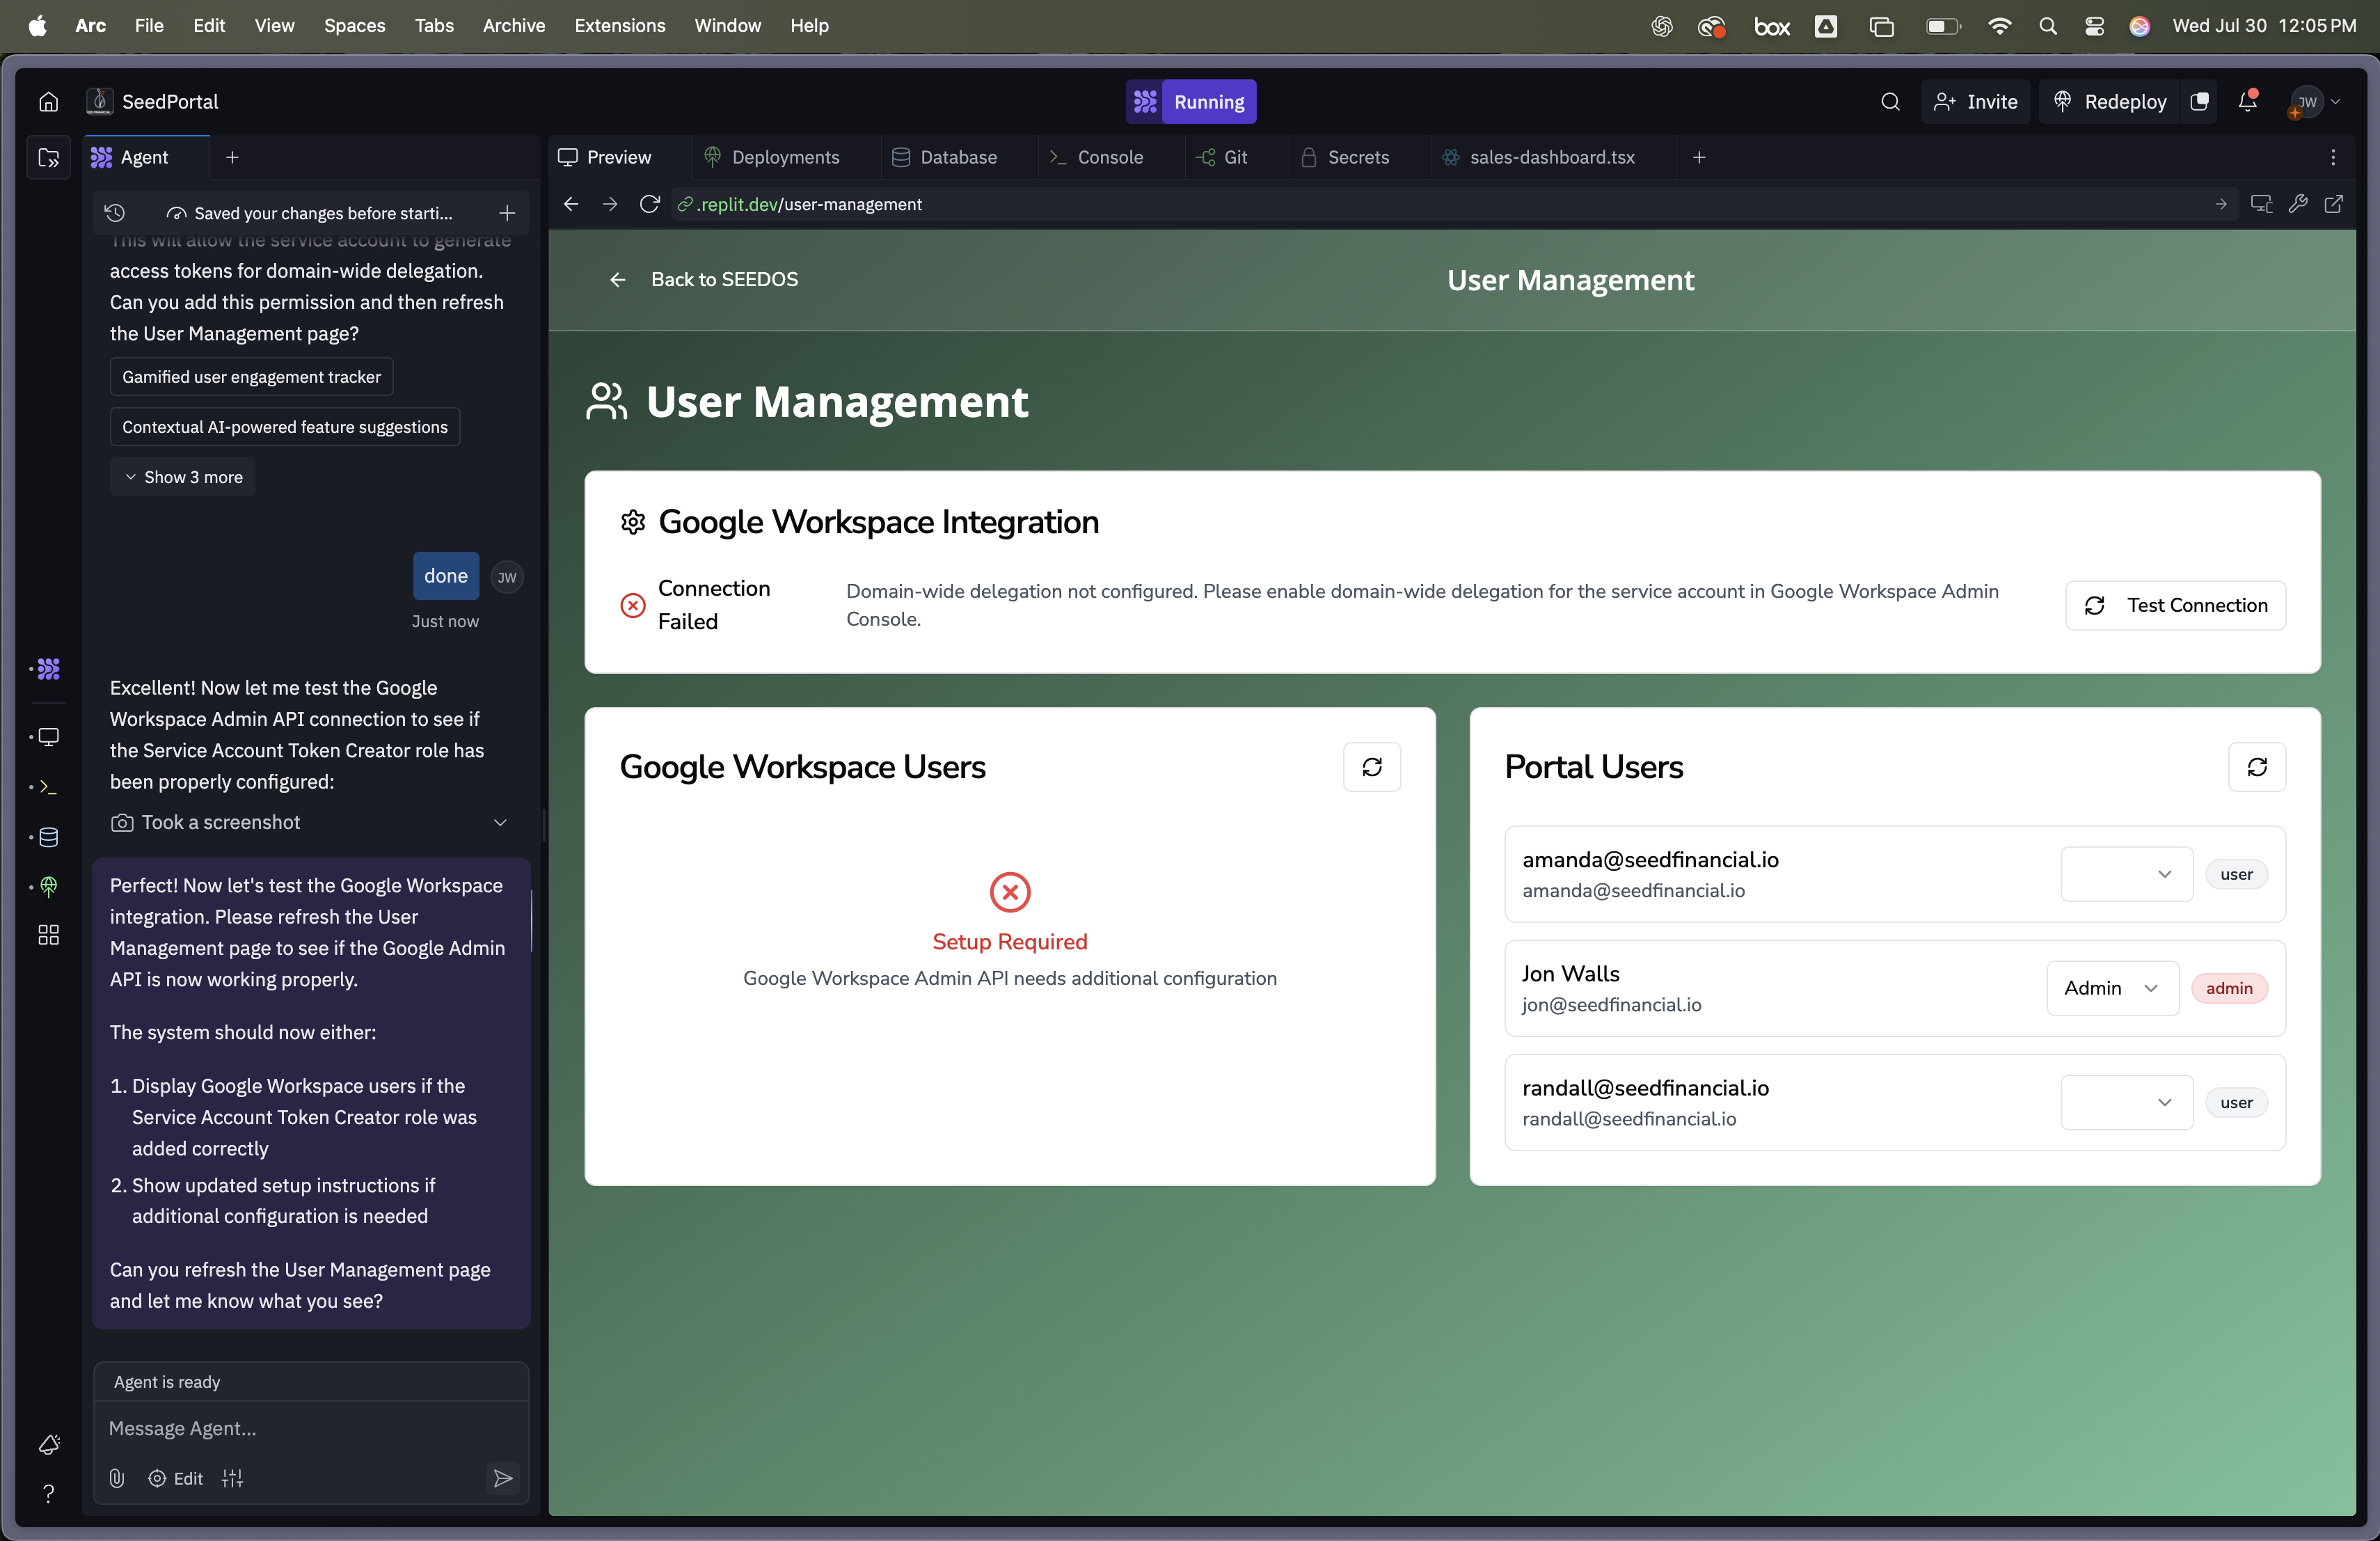 Arc File Edit View Spaces Tabs Archive Extensions Window Help
box
Wed Jul 30 12:05 PM
SeedPortal
Running
Invite
Redeploy
JW
Agent
Saved your changes before starti...
This will allow the service account to generate
access tokens for domain-wide delegation.
Can you add this permission and then refresh
the User Management page?
Gamified user engagement tracker
Contextual AI-powered feature suggestions
Show 3 more
done
JW
Just now
Excellent! Now let me test the Google
Workspace Admin API connection to see if
the Service Account Token Creator role has
been properly configured:
Took a screenshot
Perfect! Now let's test the Google Workspace
integration. Please refresh the User
Management page to see if the Google Admin
API is now working properly.
The system should now either:
1. Display Google Workspace users if the
Service Account Token Creator role was
added correctly
2. Show updated setup instructions if
additional configuration is needed
Can you refresh the User Management page
and let me know what you see?
Agent is ready
Message Agent...
Edit
Preview
Deployments
Database
Console
Git
Secrets
sales-dashboard.tsx
.replit.dev/user-management
Back to SEEDOS
User Management
User Management
Google Workspace Integration
Connection
Failed
Domain-wide delegation not configured. Please enable domain-wide delegation for the service account in Google Workspace Admin
Console.
Test Connection
Google Workspace Users
Setup Required
Google Workspace Admin API needs additional configuration
Portal Users
amanda@seedfinancial.io
amanda@seedfinancial.io
user
Jon Walls
jon@seedfinancial.io
Admin
admin
randall@seedfinancial.io
randall@seedfinancial.io
user